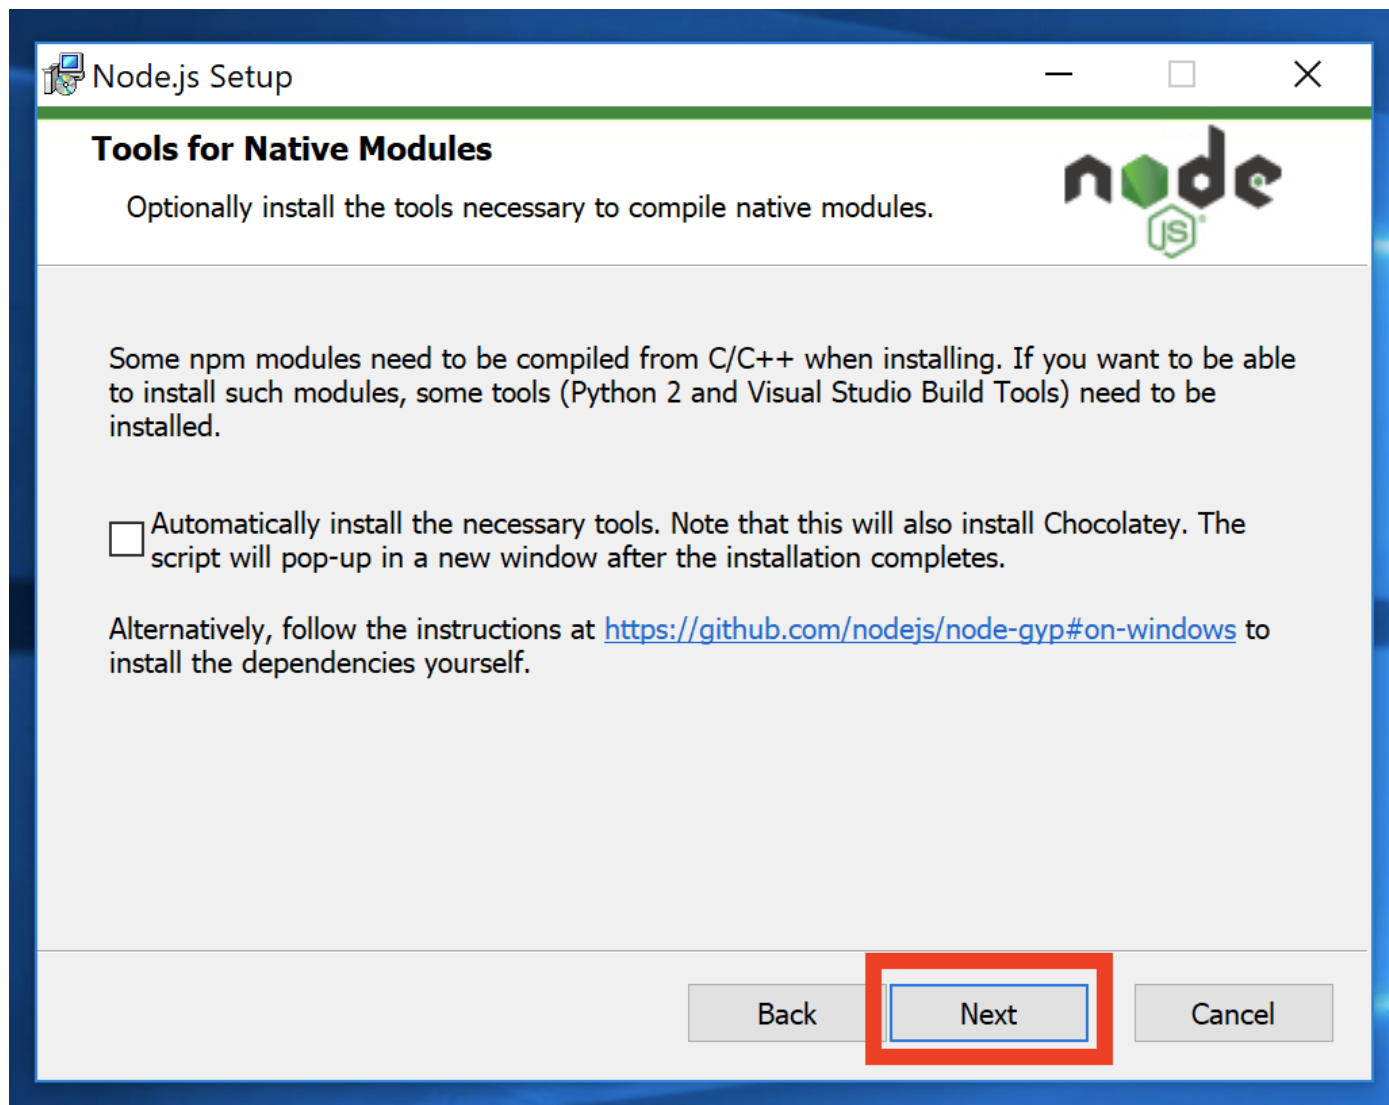 Node.js Setup
Tools for Native Modules
Optionally install the tools necessary to compile native modules.
node
JS
Some npm modules need to be compiled from C/C++ when installing. If you want to be able
to install such modules, some tools (Python 2 and Visual Studio Build Tools) need to be
installed.
Automatically install the necessary tools. Note that this will also install Chocolatey. The
script will pop-up in a new window after the installation completes.
Alternatively, follow the instructions at https://github.com/nodejs/node-gyp#on-windows to
install the dependencies yourself.
Back
Next
Cancel